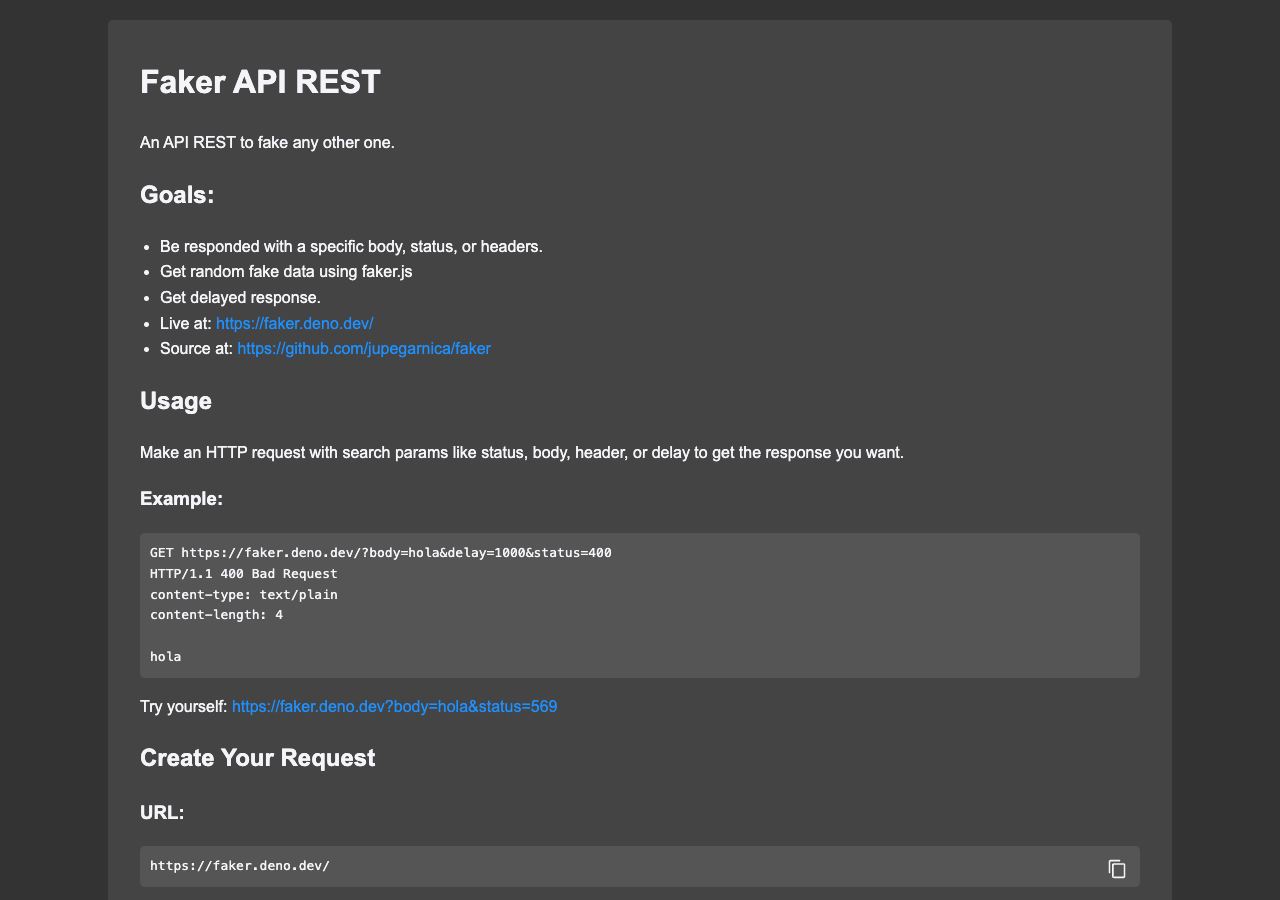 Faker API REST
An API REST to fake any other one.
Goals:
Be responded with a specific body, status, or headers.
Get random fake data using faker.js
Get delayed response.
Live at: https://faker.deno.dev/
Source at: https://github.com/jupegarnica/faker
Usage
Make an HTTP request with search params like status, body, header, or delay to get the response you want.
Example:
GET https://faker.deno.dev/?body=hola&delay=1000&status=400
HTTP/1.1 400 Bad Request
content-type: text/plain
content-length: 4
hola
Try yourself: https://faker.deno.dev?body=hola&status=569
Create Your Request
URL:
https://faker.deno.dev/